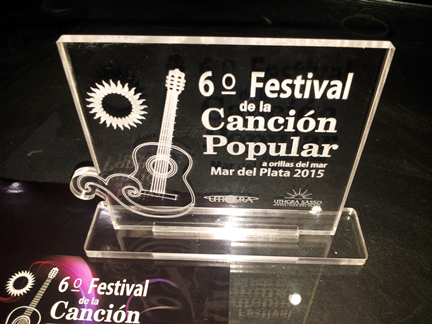 6º Festival
de la
Canción
Popular
a orillas del mar
Mar del Plata 2015
UTHGRA
UTHGRA SASSO
6º Festival
de la
Canción